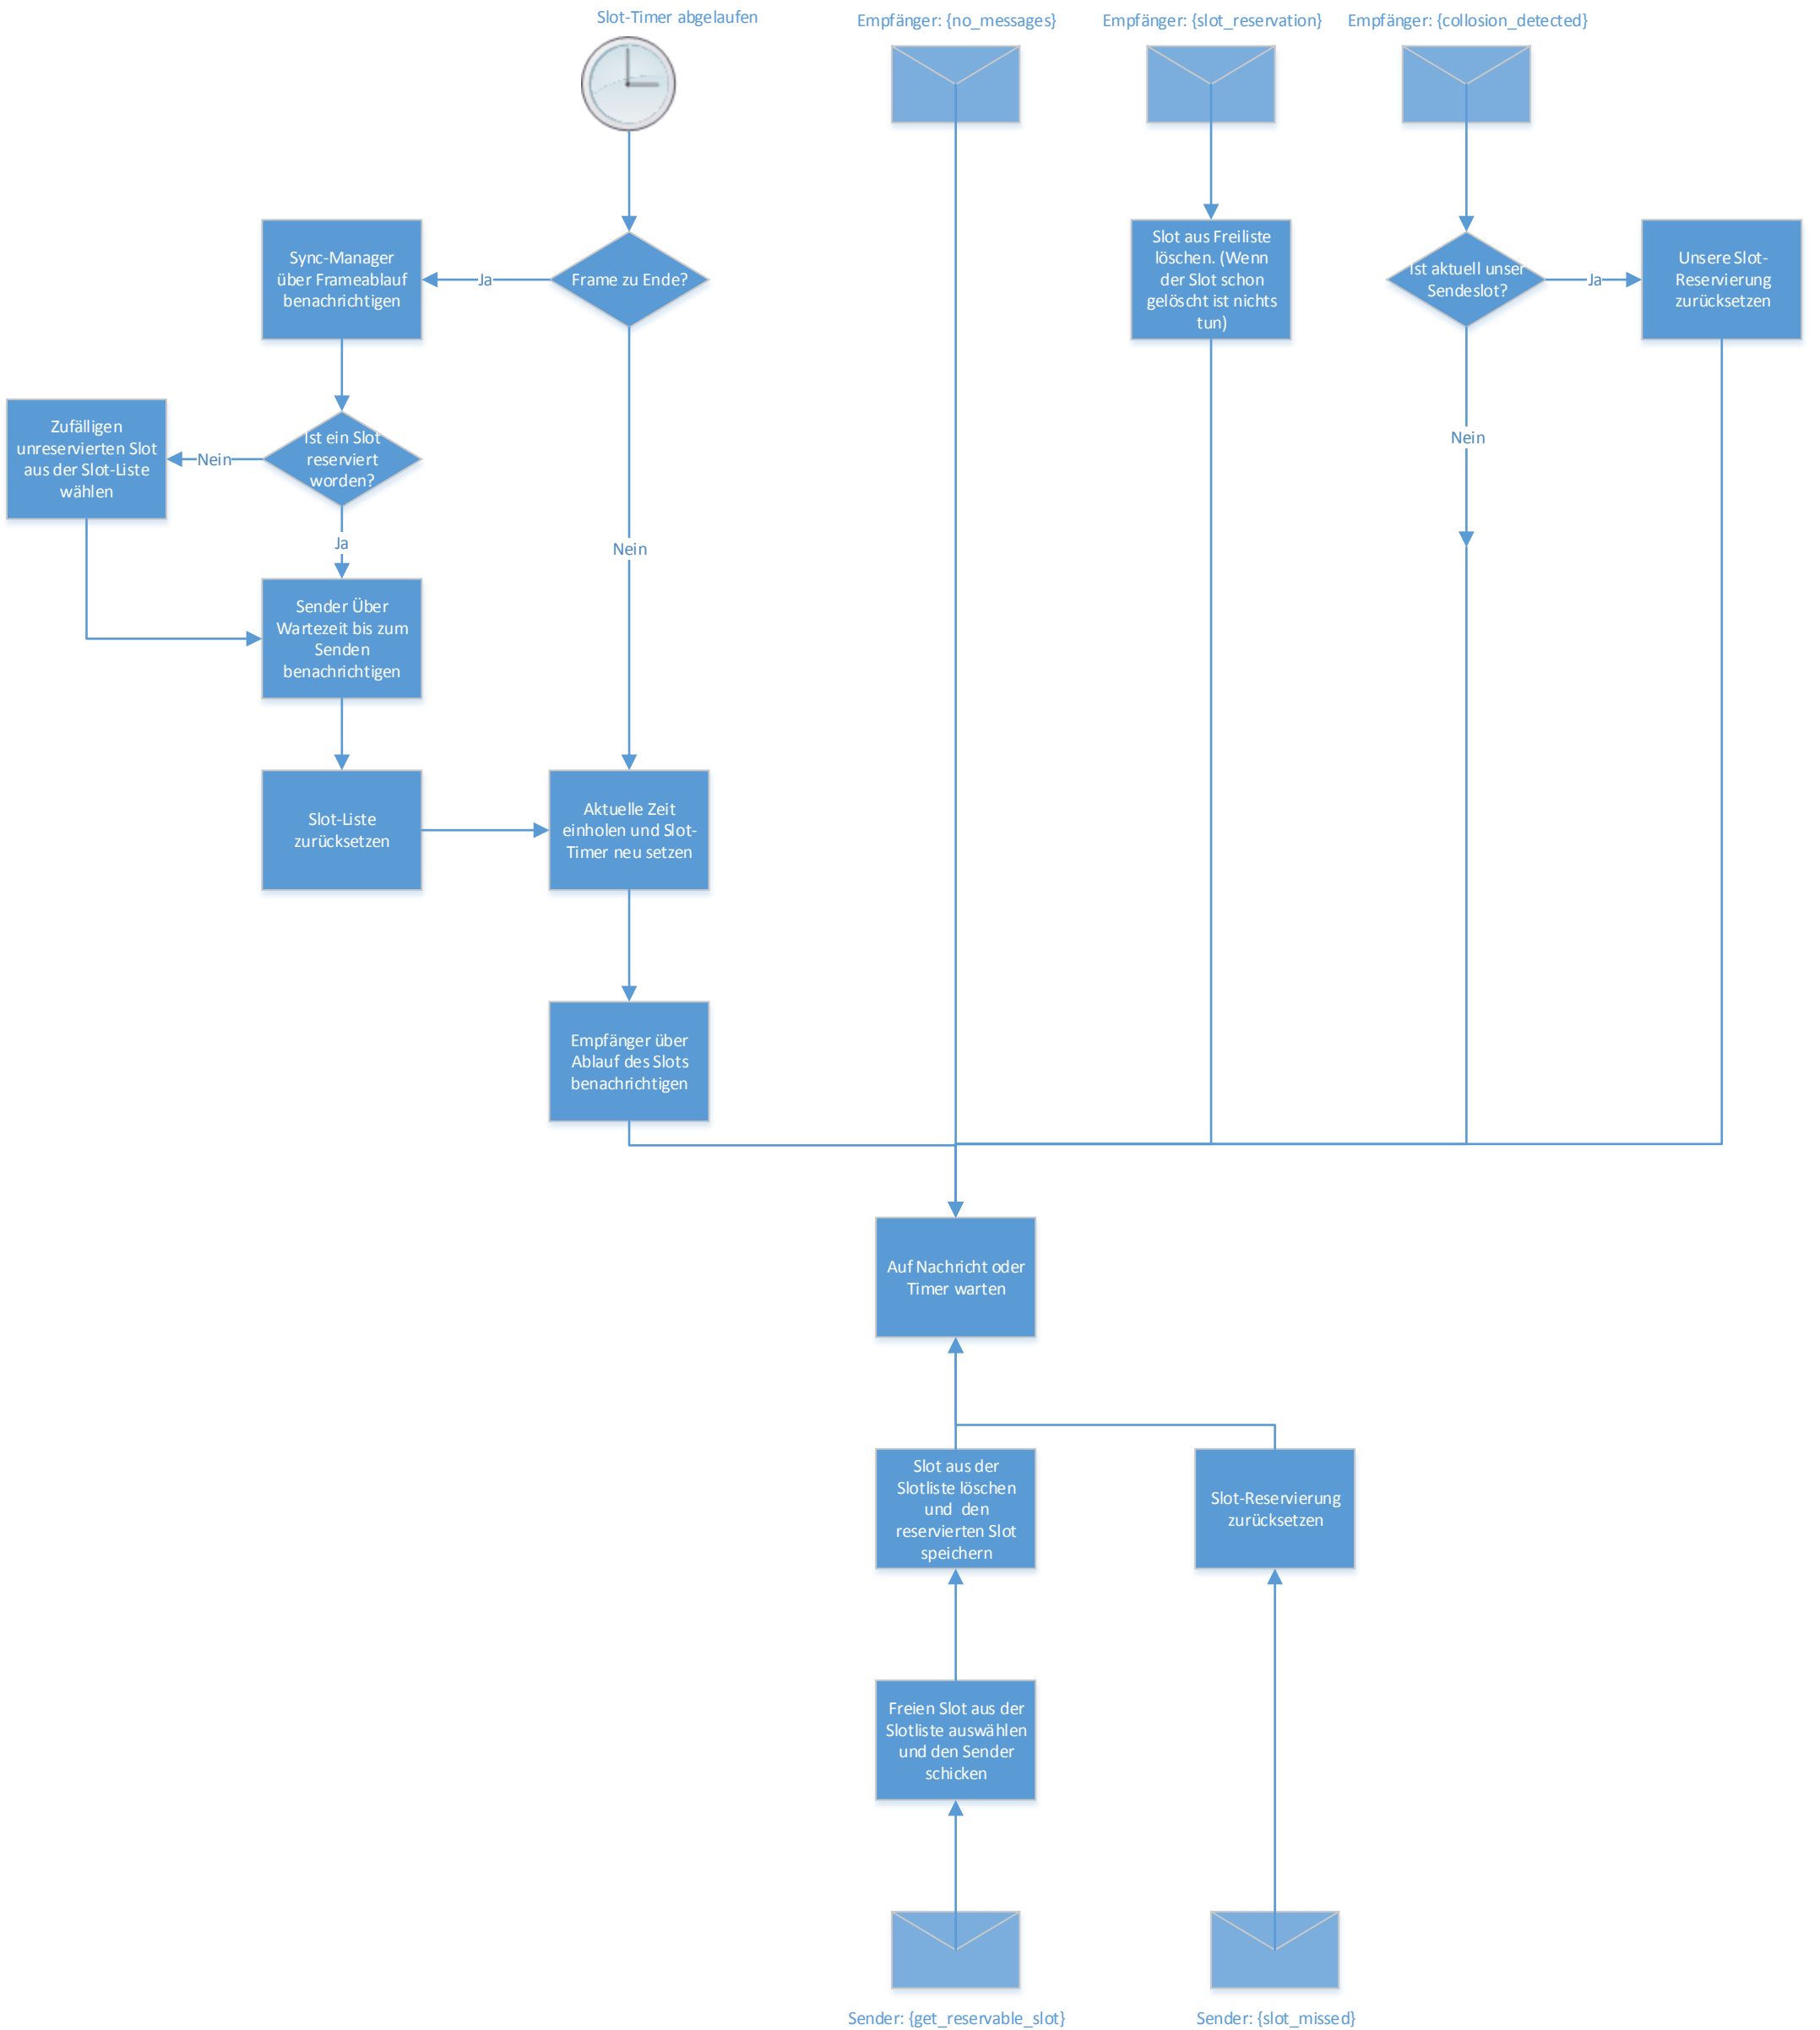 Slot-Timer abgelaufen
Empfänger: {no_messages}
Empfänger: {slot_reservation}
Empfänger: {collosion_detected}
Sync-Manager
über Frameablauf
benachrichtigen
Ja
Frame zu Ende?
Slot aus Freiliste
löschen. (Wenn
der Slot schon
gelöscht ist nichts
tun)
Ist aktuell unser
Sendeslot?
Ja
Unsere Slot-
Reservierung
zurücksetzen
Zufälligen
unreservierten Slot
aus der Slot-Liste
wählen
Nein
Ist ein Slot
reserviert
worden?
Nein
Ja
Nein
Sender Über
Wartezeit bis zum
Senden
benachrichtigen
Slot-Liste
zurücksetzen
Aktuelle Zeit
einholen und Slot-
Timer neu setzen
Empfänger über
Ablauf des Slots
benachrichtigen
Auf Nachricht oder
Timer warten
Slot aus der
Slotliste löschen
und den
reservierten Slot
speichern
Slot-Reservierung
zurücksetzen
Freien Slot aus der
Slotliste auswählen
und den Sender
schicken
Sender: {get_reservable_slot}
Sender: {slot_missed}